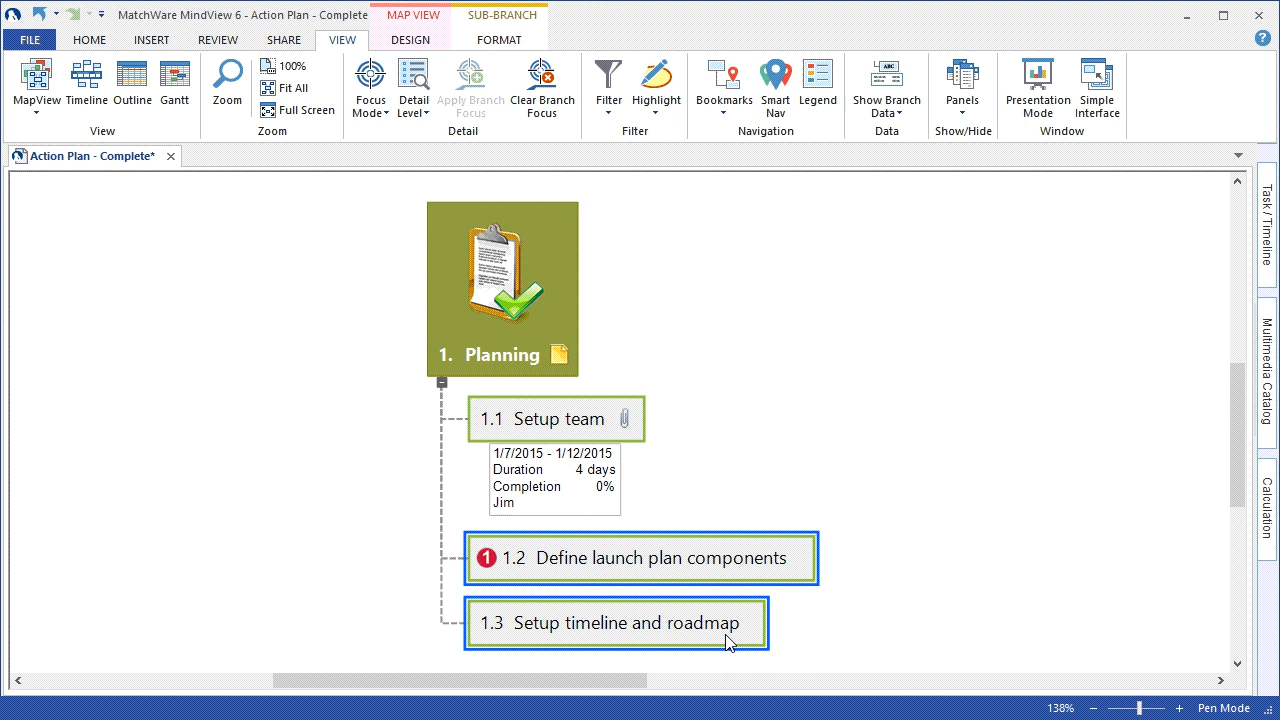 MatchWare MindView 6 - Action Plan - Complete
MAP VIEW
SUB-BRANCH
FILE
HOME
INSERT
REVIEW
SHARE
VIEW
DESIGN
FORMAT
?
MapView
Timeline
Outline
Gantt
View
Zoom
100%
Fit All
Full Screen
Zoom
Focus
Mode
Detail
Level
Apply Branch
Focus
Clear Branch
Focus
Detail
Filter
Highlight
Filter
Bookmarks
Smart
Nav
Legend
Navigation
ABC
Show Branch
Data
Data
Panels
Show/Hide
Presentation
Mode
Simple
Interface
Window
Action Plan - Complete*
1. Planning
1.1 Setup team
1/7/2015 - 1/12/2015
Duration 4 days
Completion 0%
Jim
1 1.2 Define launch plan components
1.3 Setup timeline and roadmap
Task / Timeline
Multimedia Catalog
Calculation
138%
Pen Mode